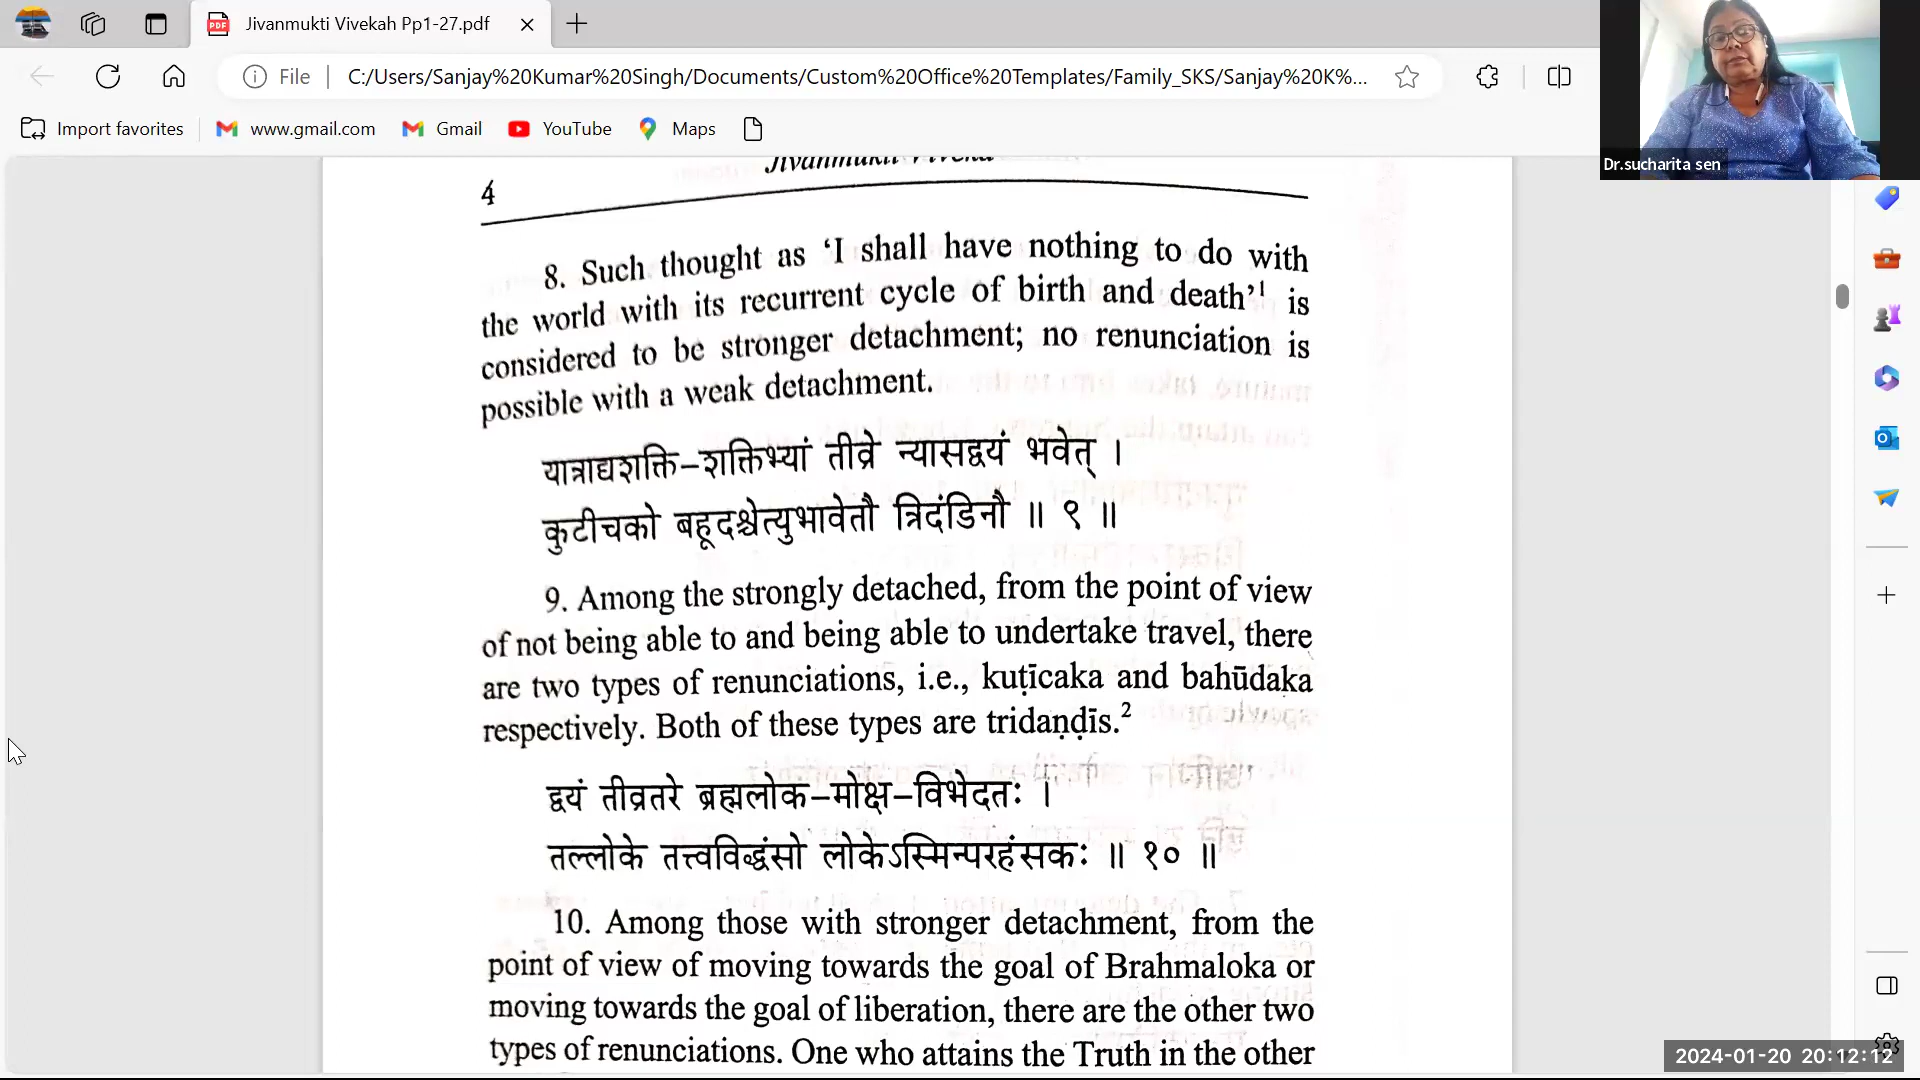 Jivanmukti Vivekah Pp1-27.pdf
File
C:/Users/Sanjay%20Kumar%20Singh/Documents/Custom%20Office%20Templates/Family_SKS/Sanjay%20K%...
Import favorites
www.gmail.com
Gmail
YouTube
Maps
Dr.sucharita sen
Jivanmukti Viveka
4
8. Such thought as ‘I shall have nothing to do with
the world with its recurrent cycle of birth and death’¹ is
considered to be stronger detachment; no renunciation is
possible with a weak detachment.
यात्राद्यशक्ति–शक्तिभ्यां तीव्रे न्यासद्वयं भवेत् ।
कुटीचको बहूदश्चेत्युभावेतौ त्रिदंडिनौ ॥ ९ ॥
9. Among the strongly detached, from the point of view
of not being able to and being able to undertake travel, there
are two types of renunciations, i.e., kuṭīcaka and bahūdaka
respectively. Both of these types are tridaṇḍīs.²
द्वयं तीव्रतरे ब्रह्मलोक–मोक्ष–विभेदतः ।
तल्लोके तत्त्वविद्धंसो लोकेऽस्मिन्परहंसकः ॥ १० ॥
10. Among those with stronger detachment, from the
point of view of moving towards the goal of Brahmaloka or
moving towards the goal of liberation, there are the other two
types of renunciations. One who attains the Truth in the other
2024-01-20 20:12:12